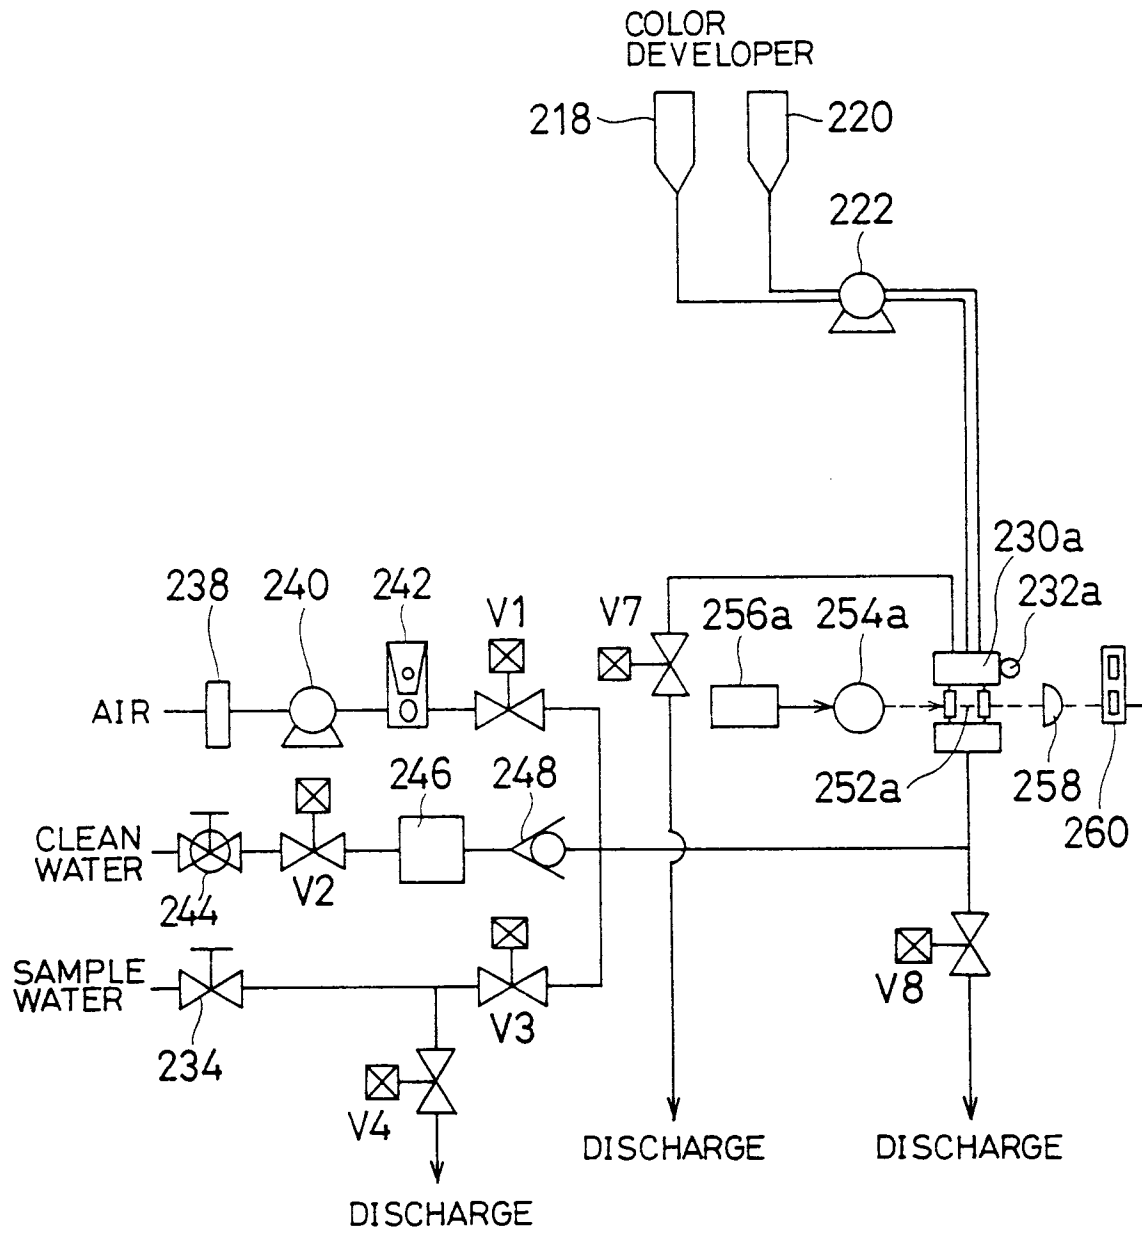 COLOR
DEVELOPER
218
220
222
230a
232a
238
240
242
V1
V7
256a
254a
AIR
252a
258
260
246
248
CLEAN
WATER
V2
244
SAMPLE
WATER
V3
V8
234
V4
DISCHARGE
DISCHARGE
DISCHARGE